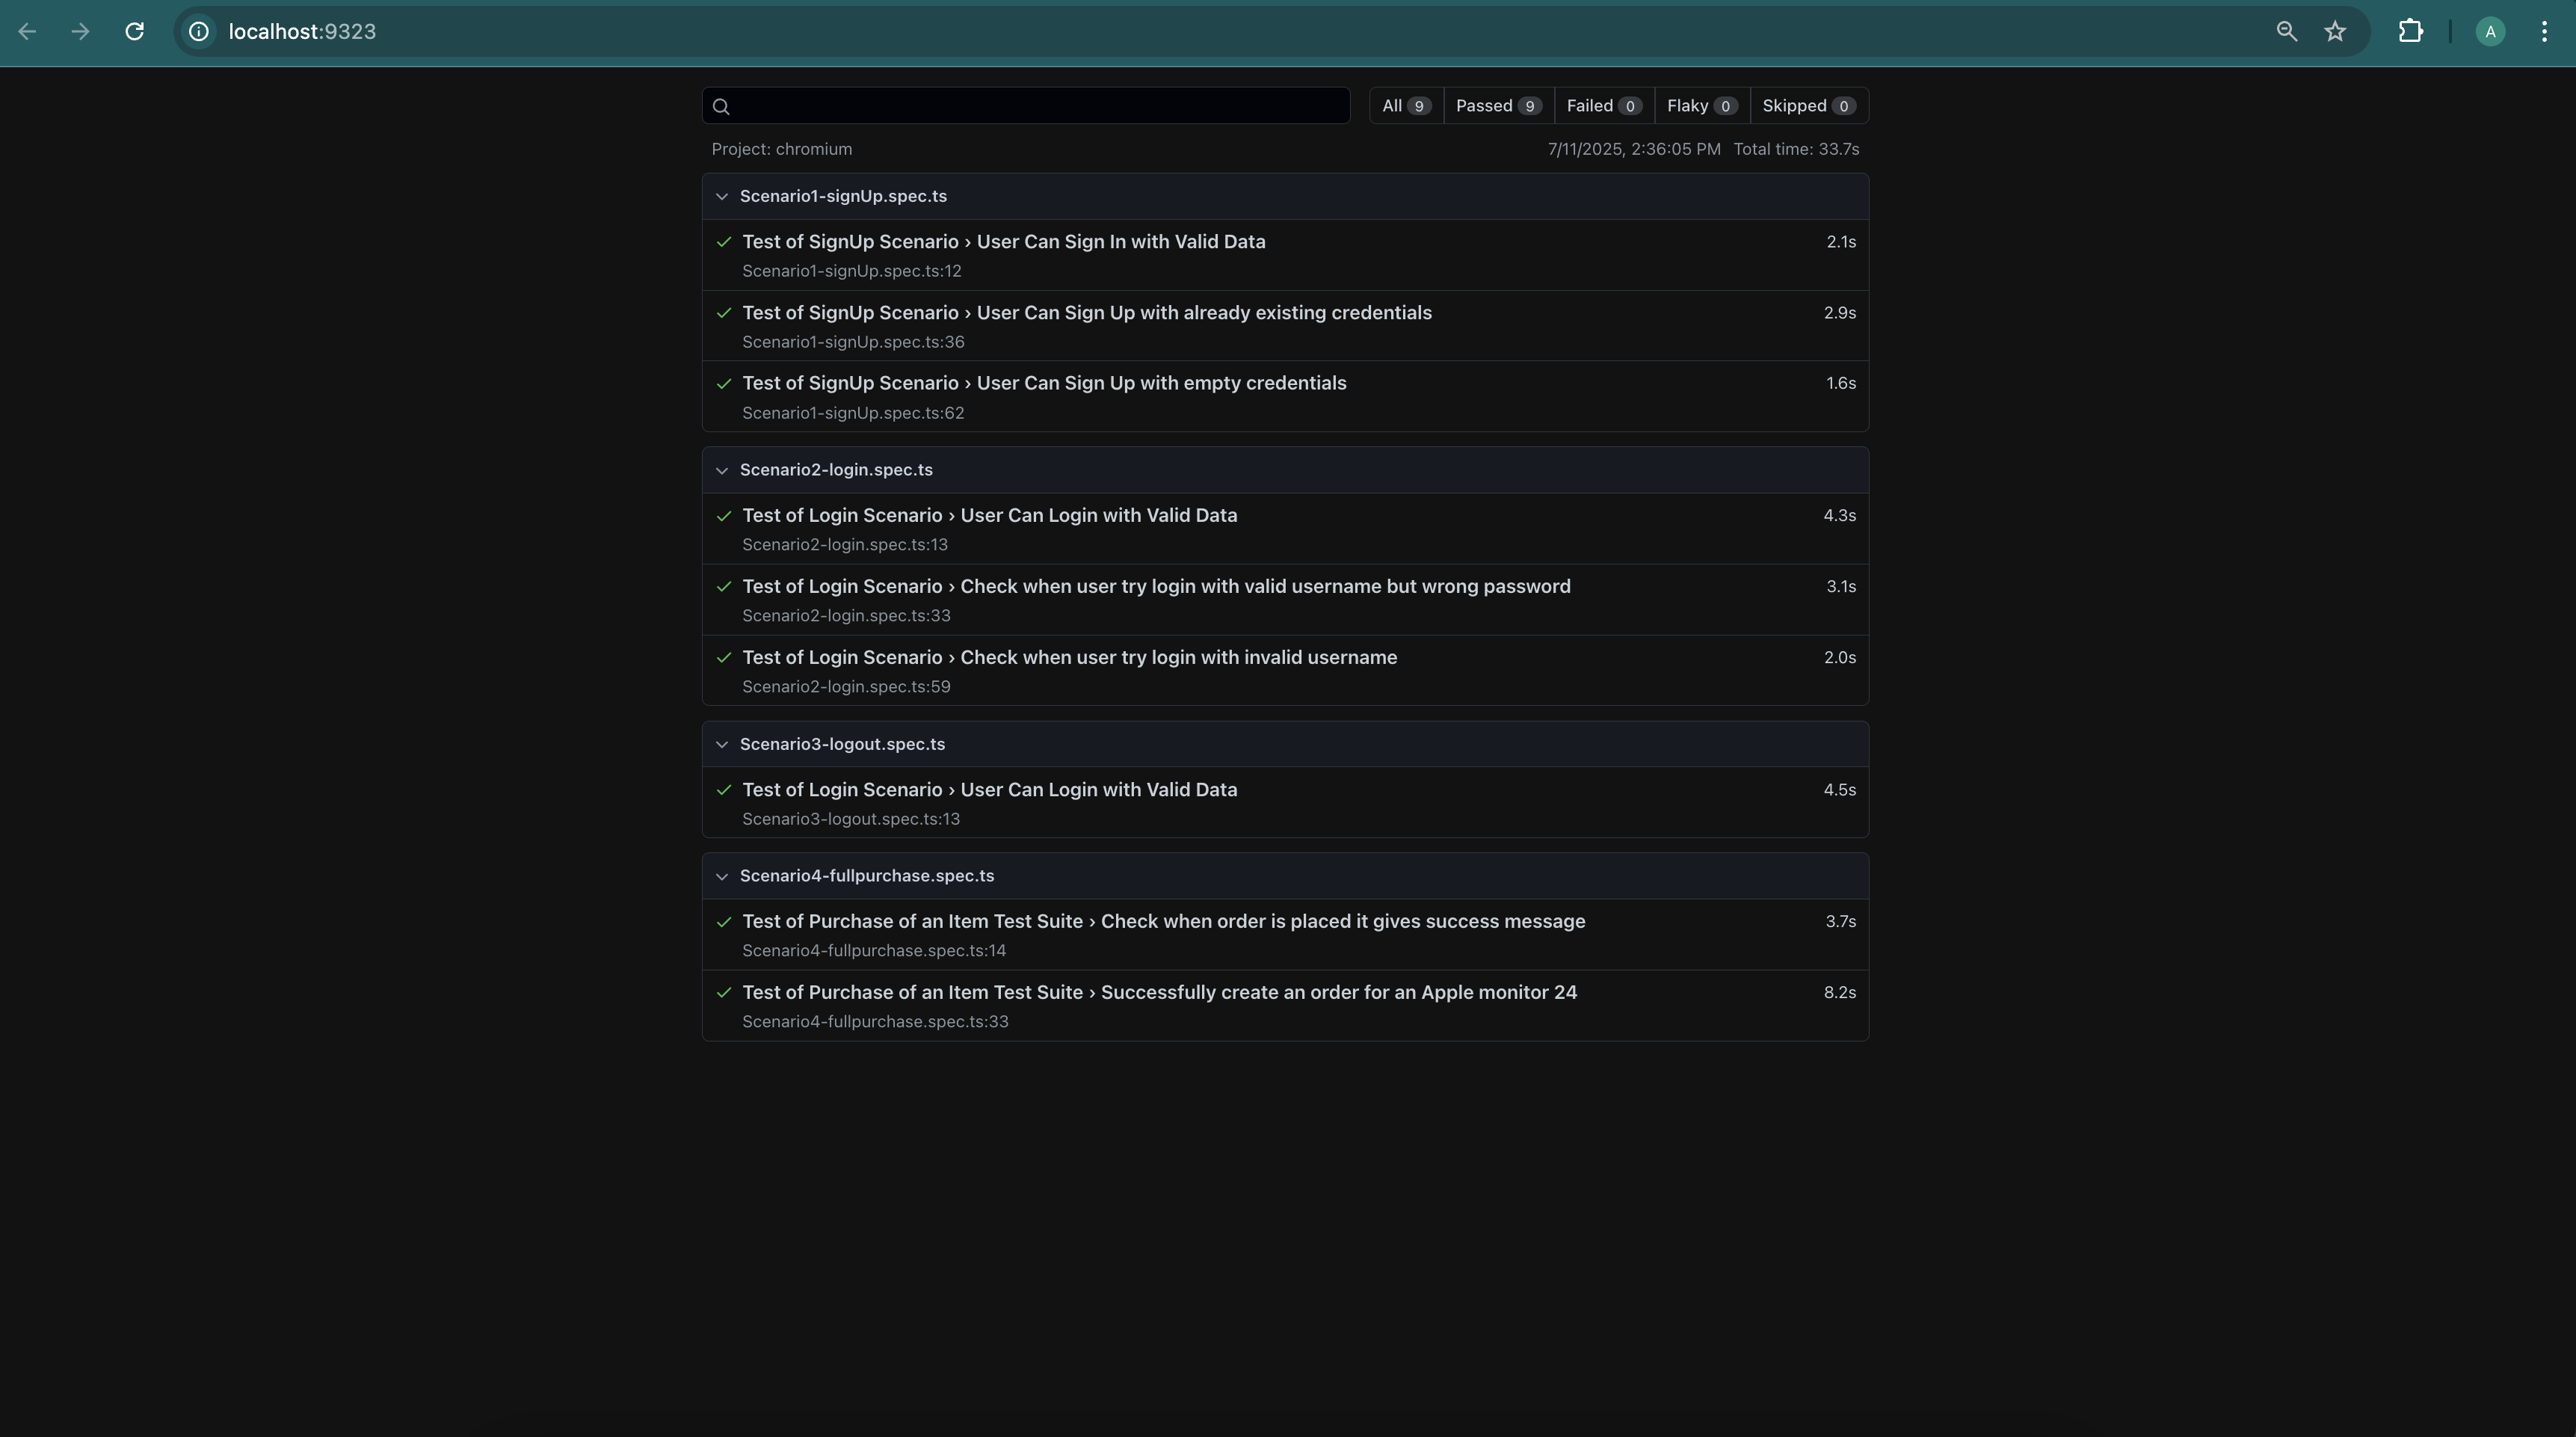 localhost:9323
A
All 9 Passed 9 Failed 0 Flaky 0 Skipped 0
Project: chromium 7/11/2025, 2:36:05 PM Total time: 33.7s
Scenario1-signUp.spec.ts
Test of SignUp Scenario › User Can Sign In with Valid Data 2.1s
Scenario1-signUp.spec.ts:12
Test of SignUp Scenario › User Can Sign Up with already existing credentials 2.9s
Scenario1-signUp.spec.ts:36
Test of SignUp Scenario › User Can Sign Up with empty credentials 1.6s
Scenario1-signUp.spec.ts:62
Scenario2-login.spec.ts
Test of Login Scenario › User Can Login with Valid Data 4.3s
Scenario2-login.spec.ts:13
Test of Login Scenario › Check when user try login with valid username but wrong password 3.1s
Scenario2-login.spec.ts:33
Test of Login Scenario › Check when user try login with invalid username 2.0s
Scenario2-login.spec.ts:59
Scenario3-logout.spec.ts
Test of Login Scenario › User Can Login with Valid Data 4.5s
Scenario3-logout.spec.ts:13
Scenario4-fullpurchase.spec.ts
Test of Purchase of an Item Test Suite › Check when order is placed it gives success message 3.7s
Scenario4-fullpurchase.spec.ts:14
Test of Purchase of an Item Test Suite › Successfully create an order for an Apple monitor 24 8.2s
Scenario4-fullpurchase.spec.ts:33